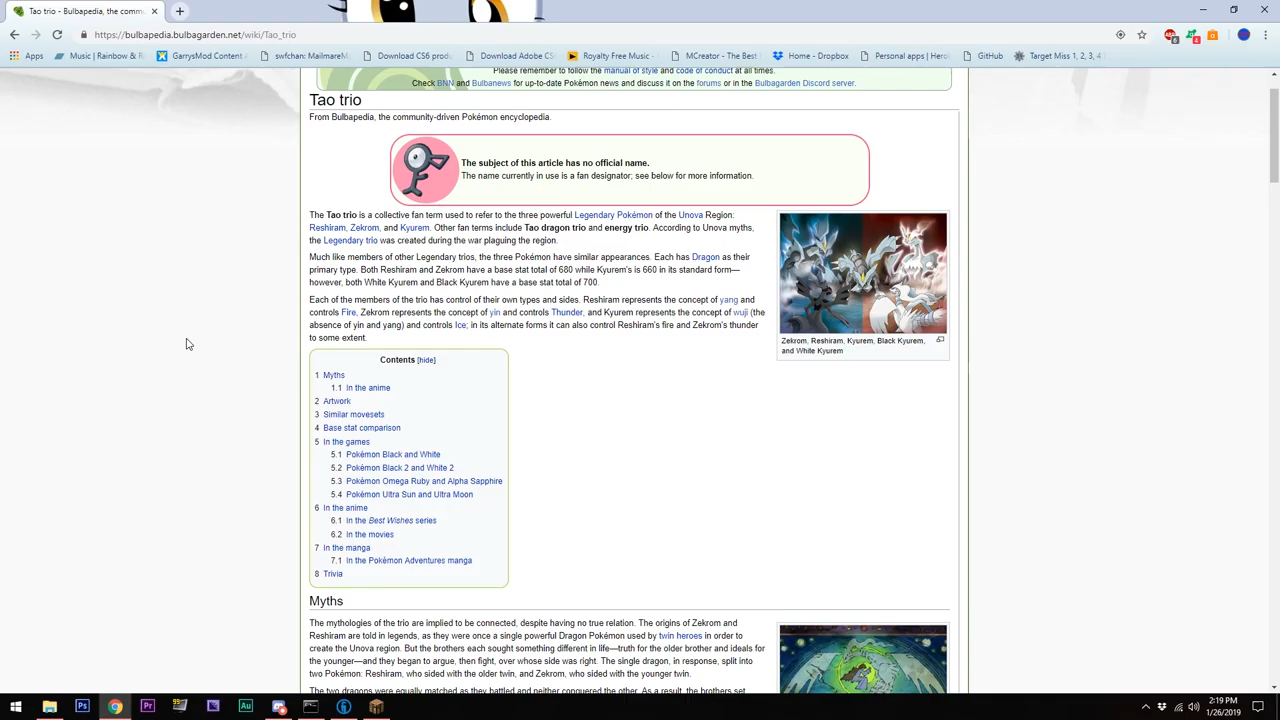 Tao trio - Bulbapedia, the comm
https://bulbapedia.bulbagarden.net/wiki/Tao_trio
Apps
Music | Rainbow & R
GarrysMod Content
swfchan: MailmareM
Download CS6 prod
Download Adobe CS
Royalty Free Music -
MCreator - The Best
Home - Dropbox
Personal apps | Hero
GitHub
Target Miss 1, 2, 3, 4
Please remember to follow the manual of style and code of conduct at all times.
Check BNN and Bulbanews for up-to-date Pokémon news and discuss it on the forums or in the Bulbagarden Discord server.
Tao trio
From Bulbapedia, the community-driven Pokémon encyclopedia.
The subject of this article has no official name.
The name currently in use is a fan designator; see below for more information.
The Tao trio is a collective fan term used to refer to the three powerful Legendary Pokémon of the Unova Region:
Reshiram, Zekrom, and Kyurem. Other fan terms include Tao dragon trio and energy trio. According to Unova myths,
the Legendary trio was created during the war plaguing the region.
Much like members of other Legendary trios, the three Pokémon have similar appearances. Each has Dragon as their
primary type. Both Reshiram and Zekrom have a base stat total of 680 while Kyurem's is 660 in its standard form—
however, both White Kyurem and Black Kyurem have a base stat total of 700.
Each of the members of the trio has control of their own types and sides. Reshiram represents the concept of yang and
controls Fire, Zekrom represents the concept of yin and controls Thunder, and Kyurem represents the concept of wuji (the
absence of yin and yang) and controls Ice; in its alternate forms it can also control Reshiram's fire and Zekrom's thunder
to some extent.
Zekrom, Reshiram, Kyurem, Black Kyurem,
and White Kyurem
Contents [hide]
1 Myths
1.1 In the anime
2 Artwork
3 Similar movesets
4 Base stat comparison
5 In the games
5.1 Pokémon Black and White
5.2 Pokémon Black 2 and White 2
5.3 Pokémon Omega Ruby and Alpha Sapphire
5.4 Pokémon Ultra Sun and Ultra Moon
6 In the anime
6.1 In the Best Wishes series
6.2 In the movies
7 In the manga
7.1 In the Pokémon Adventures manga
8 Trivia
Myths
The mythologies of the trio are implied to be connected, despite having no true relation. The origins of Zekrom and
Reshiram are told in legends, as they were once a single powerful Dragon Pokémon used by twin heroes in order to
create the Unova region. But the brothers each sought something different in life—truth for the older brother and ideals for
the younger—and they began to argue, then fight, over whose side was right. The single dragon, in response, split into
two Pokémon: Reshiram, who sided with the older twin, and Zekrom, who sided with the younger twin.
The two dragons were equally matched as they battled and neither conquered the other. As a result, the brothers set
Ps
Pr
Au
2:19 PM
1/26/2019